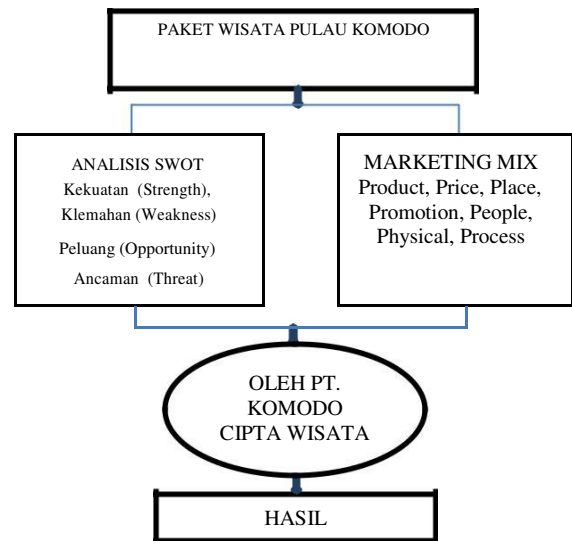 PAKET WISATA PULAU KOMODO
ANALISIS SWOT
Kekuatan (Strength),
Klemahan (Weakness)
Peluang (Opportunity)
Ancaman (Threat)
MARKETING MIX
Product, Price, Place,
Promotion, People,
Physical, Process
OLEH PT.
KOMODO
CIPTA WISATA
HASIL